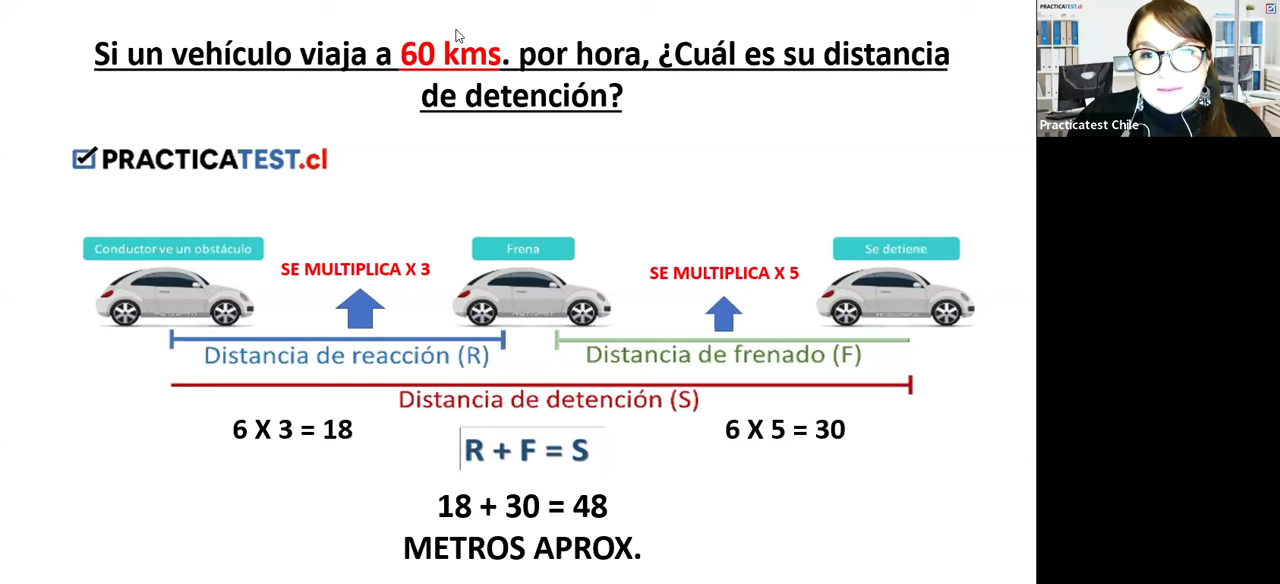 Si un vehículo viaja a 60 kms. por hora, ¿Cuál es su distancia
de detención?
PRACTICATEST.cl
Conductor ve un obstáculo
Frena
Se detiene
SE MULTIPLICA X 3
SE MULTIPLICA X 5
Distancia de reacción (R)
Distancia de frenado (F)
Distancia de detención (S)
6 X 3 = 18
6 X 5 = 30
R + F = S
18 + 30 = 48
METROS APROX.
PRACTICATEST.cl
Practicatest Chile